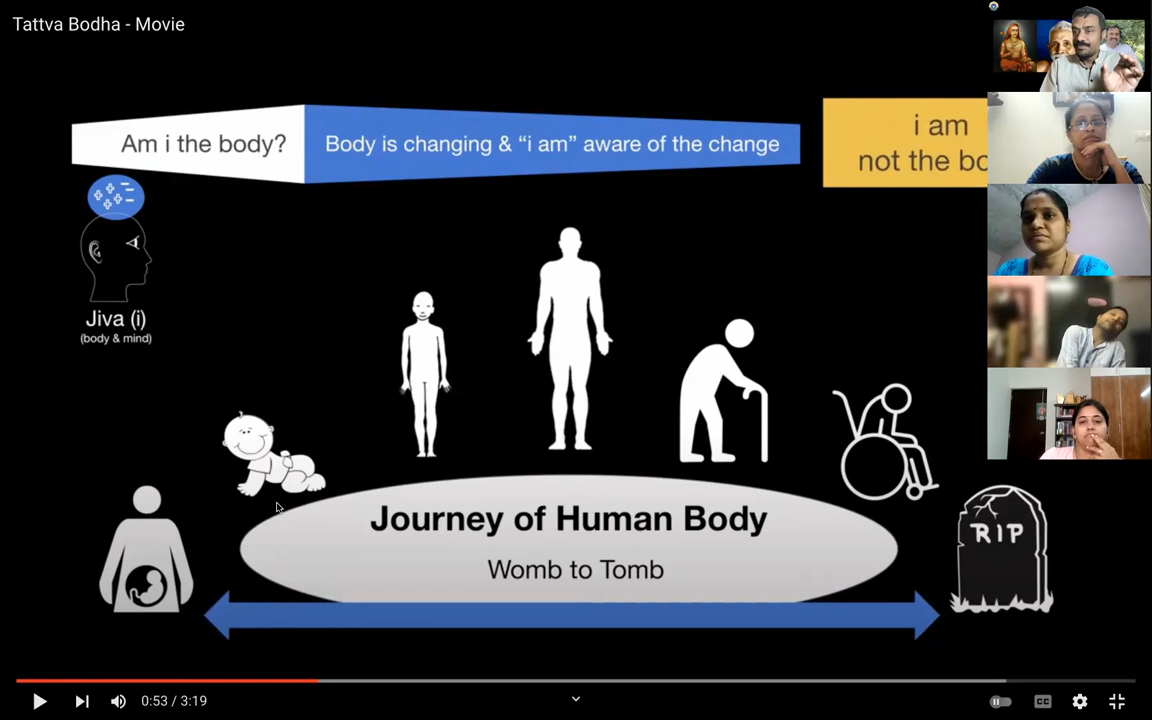 Tattva Bodha - Movie
Am i the body?
Body is changing & “i am” aware of the change
i am
not the bo
Jiva (i)
(body & mind)
RIP
Journey of Human Body
Womb to Tomb
0:53 / 3:19
CC